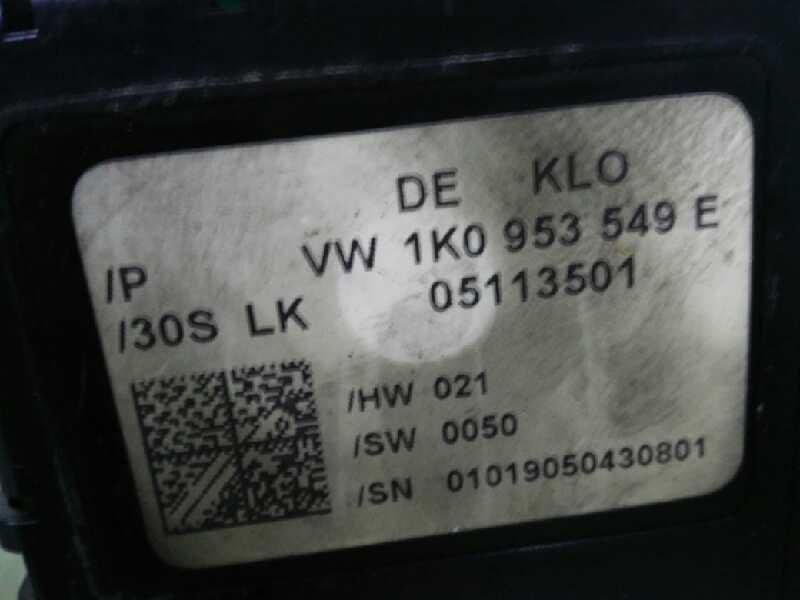 DE KLO
/P VW 1K0 953 549 E
/30S LK 05113501
/HW 021
/SW 0050
/SN 01019050430801